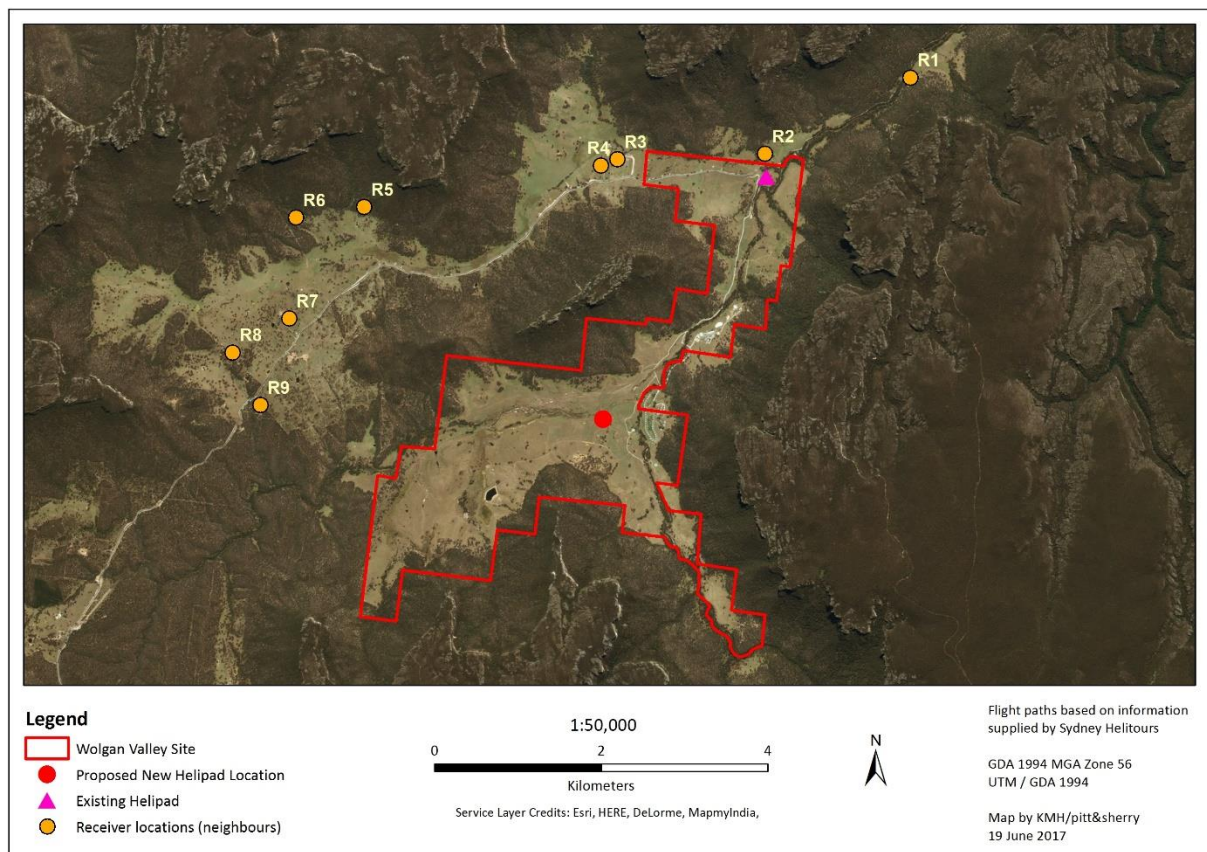 R1
R2
R3
R4
R5
R6
R7
R8
R9
Legend
Wolgan Valley Site
Proposed New Helipad Location
Existing Helipad
Receiver locations (neighbours)
1:50,000
0 2 4
Kilometers
Service Layer Credits: Esri, HERE, DeLorme, MapmyIndia,
N
Flight paths based on information
supplied by Sydney Helitours
GDA 1994 MGA Zone 56
UTM / GDA 1994
Map by KMH/pitt&sherry
19 June 2017